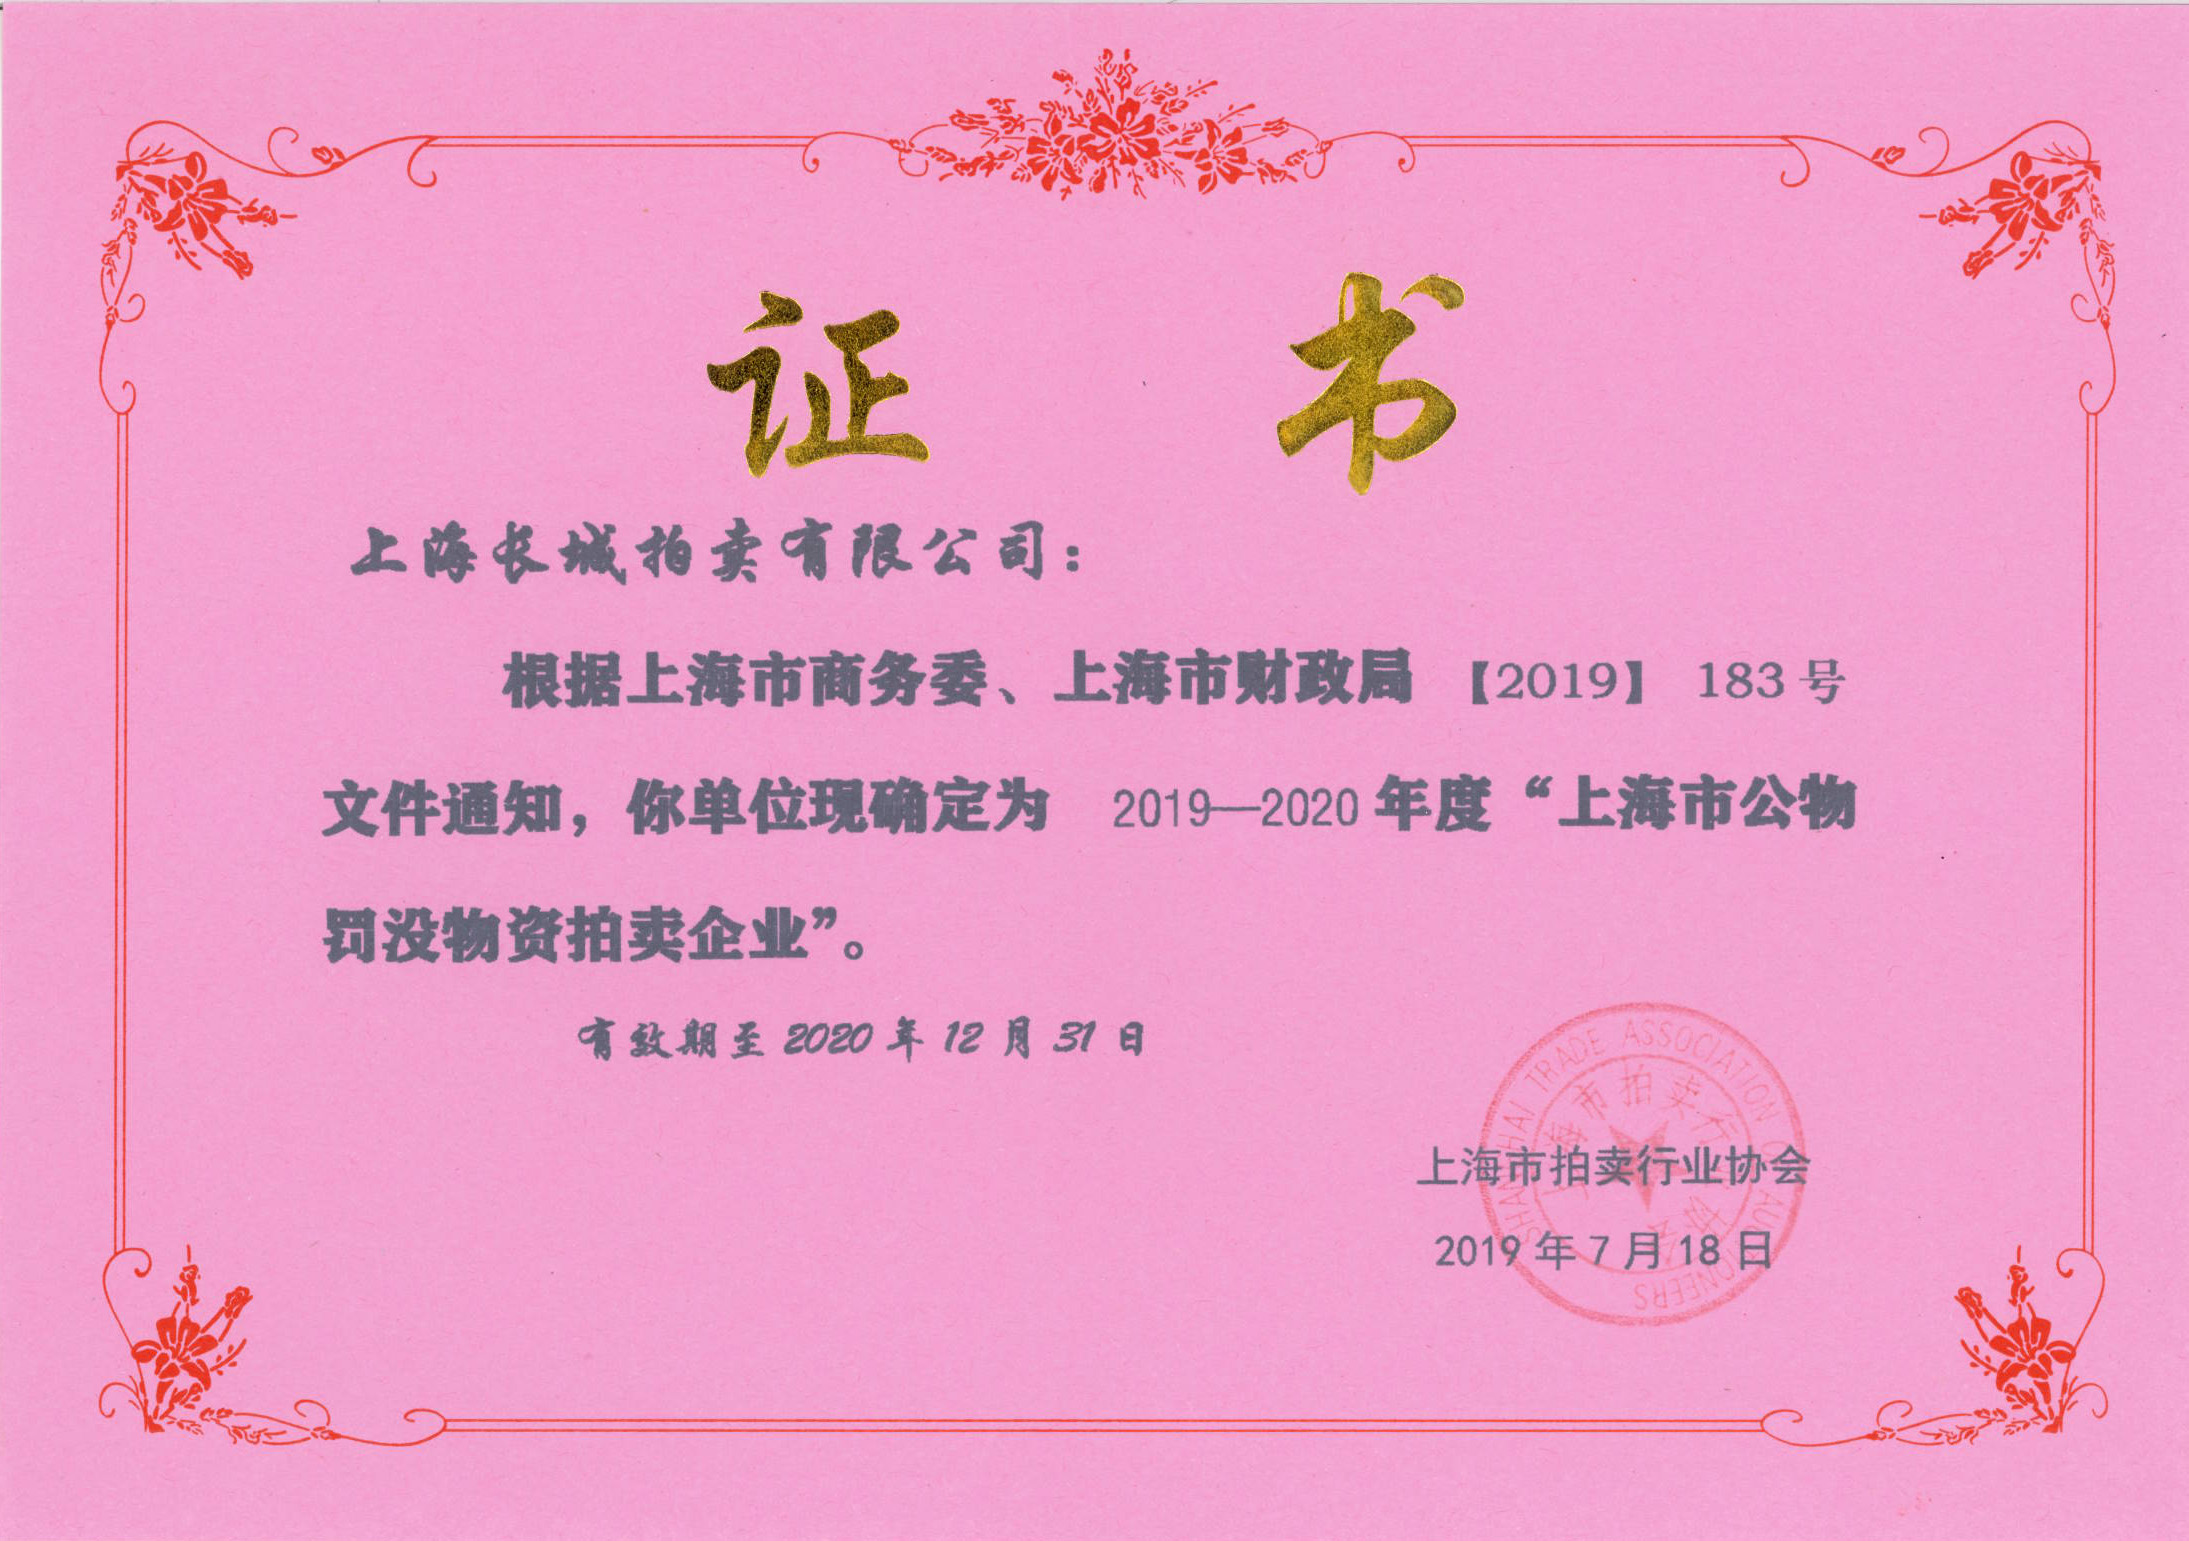 证书
上海长城拍卖有限公司：
根据上海市商务委、上海市财政局【2019】 183号
文件通知，你单位现确定为 2019—2020年度“上海市公物
罚没物资拍卖企业”。
有效期至2020年12月31日
上海市拍卖行业协会
2019年7月18日
SHANGHAI TRADE ASSOCIATION OF AUCTIONEERS
上海市拍卖行业协会